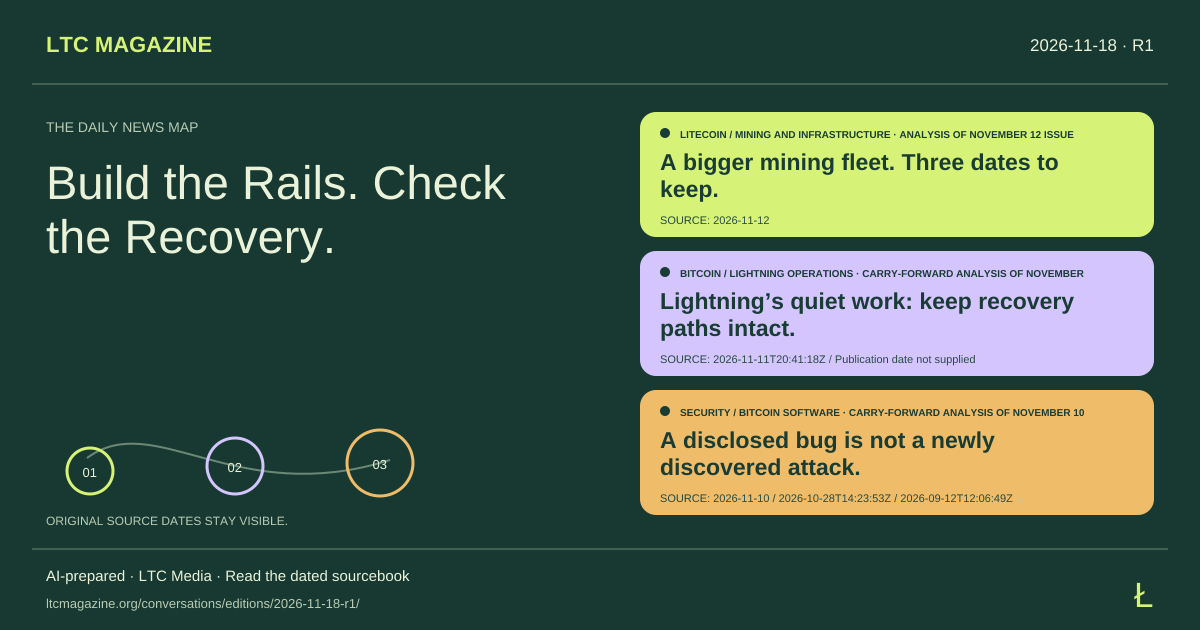 LTC MAGAZINE
2026-11-18 · R1
THE DAILY NEWS MAP
Build the Rails. Check
the Recovery.
01
02
03
ORIGINAL SOURCE DATES STAY VISIBLE.
LITECOIN / MINING AND INFRASTRUCTURE · ANALYSIS OF NOVEMBER 12 ISSUE
A bigger mining fleet. Three dates to
keep.
SOURCE: 2026-11-12
BITCOIN / LIGHTNING OPERATIONS · CARRY-FORWARD ANALYSIS OF NOVEMBER
Lightning’s quiet work: keep recovery
paths intact.
SOURCE: 2026-11-11T20:41:18Z / Publication date not supplied
SECURITY / BITCOIN SOFTWARE · CARRY-FORWARD ANALYSIS OF NOVEMBER 10
A disclosed bug is not a newly
discovered attack.
SOURCE: 2026-11-10 / 2026-10-28T14:23:53Z / 2026-09-12T12:06:49Z
AI-prepared · LTC Media · Read the dated sourcebook
ltcmagazine.org/conversations/editions/2026-11-18-r1/
Ł